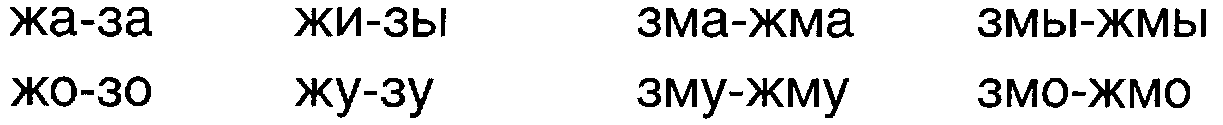 жа-за жи-зы зма-жма змы-жмы
жо-зо жу-зу зму-жму змо-жмо